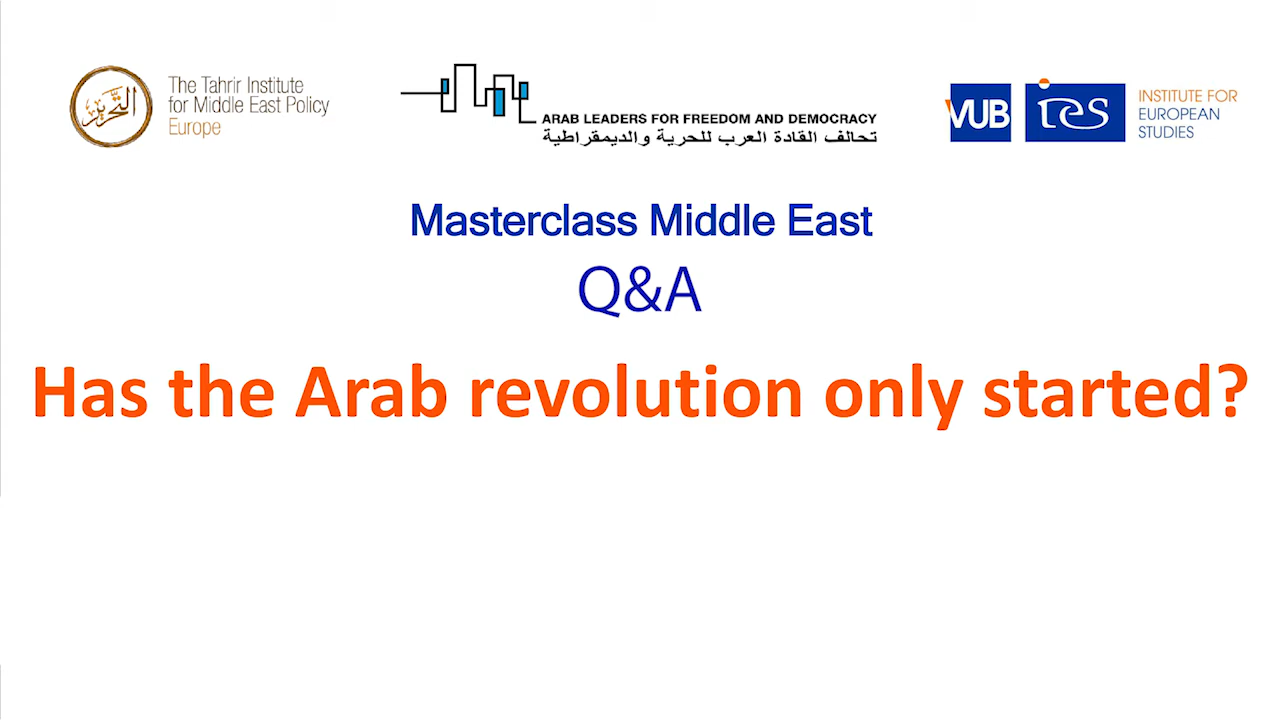 التحرير
The Tahrir Institute
for Middle East Policy
Europe
ARAB LEADERS FOR FREEDOM AND DEMOCRACY
تحالف القادة العرب للحرية والديمقراطية
VUB
ies
INSTITUTE FOR
EUROPEAN
STUDIES
Masterclass Middle East
Q&A
Has the Arab revolution only started?